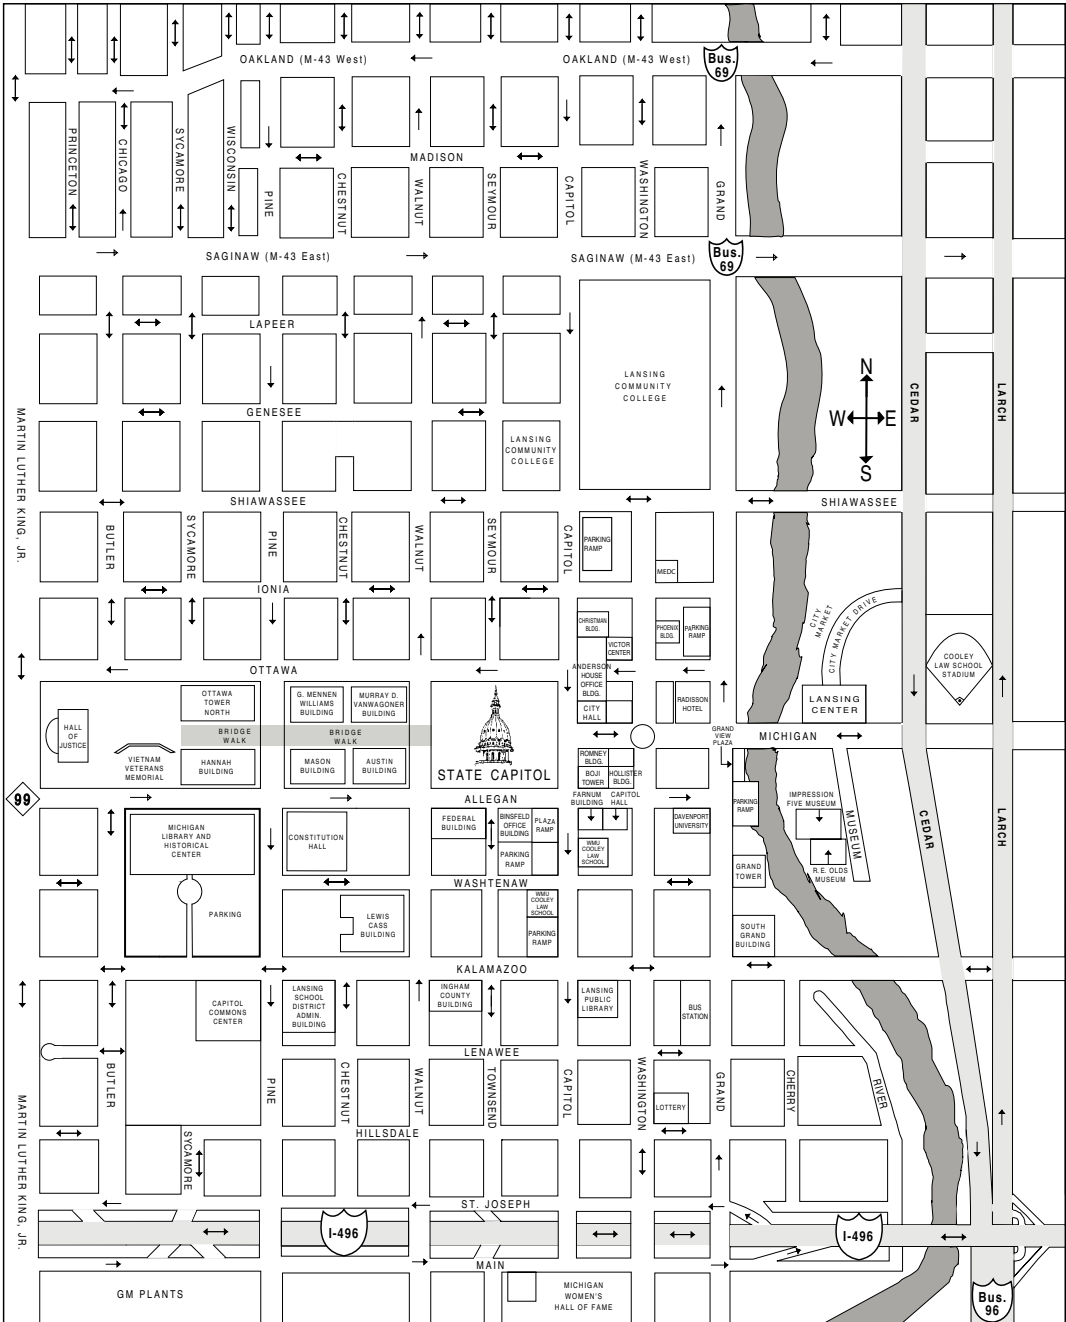 OAKLAND (M-43 West)
OAKLAND (M-43 West)
Bus.
69
PRINCETON
CHICAGO
SYCAMORE
WISCONSIN
PINE
CHESTNUT
MADISON
WALNUT
SEYMOUR
CAPITOL
WASHINGTON
GRAND
SAGINAW (M-43 East)
SAGINAW (M-43 East)
Bus.
69
LAPEER
LANSING
COMMUNITY
COLLEGE
N
W E
S
CEDAR
LARCH
GENESEE
MARTIN LUTHER KING, JR.
LANSING
COMMUNITY
COLLEGE
SHIAWASSEE
SHIAWASSEE
BUTLER
SYCAMORE
PINE
CHESTNUT
WALNUT
SEYMOUR
CAPITOL
PARKING
RAMP
MEDC
IONIA
CHRISTMAN
BLDG.
VICTOR
CENTER
PHOENIX
BLDG.
PARKING
RAMP
CITY
MARKET
CITY MARKET DRIVE
COOLEY
LAW SCHOOL
STADIUM
OTTAWA
ANDERSON
HOUSE
OFFICE
BLDG.
CITY
HALL
RADISSON
HOTEL
LANSING
CENTER
OTTAWA
TOWER
NORTH
G. MENNEN
WILLIAMS
BUILDING
MURRAY D.
VANWAGONER
BUILDING
HALL
OF
JUSTICE
BRIDGE
WALK
BRIDGE
WALK
GRAND
VIEW
PLAZA
MICHIGAN
VIETNAM
VETERANS
MEMORIAL
HANNAH
BUILDING
MASON
BUILDING
AUSTIN
BUILDING
STATE CAPITOL
ROMNEY
BLDG.
BOJI
TOWER
HOLLISTER
BLDG.
99
ALLEGAN
FARNUM
BUILDING
CAPITOL
HALL
PARKING
RAMP
IMPRESSION
FIVE MUSEUM
MUSEUM
CEDAR
LARCH
MICHIGAN
LIBRARY AND
HISTORICAL
CENTER
CONSTITUTION
HALL
FEDERAL
BUILDING
BINSFELD
OFFICE
BUILDING
PLAZA
RAMP
PARKING
RAMP
WMU
COOLEY
LAW
SCHOOL
DAVENPORT
UNIVERSITY
GRAND
TOWER
R.E. OLDS
MUSEUM
WASHTENAW
PARKING
LEWIS
CASS
BUILDING
WMU
COOLEY
LAW
SCHOOL
PARKING
RAMP
SOUTH
GRAND
BUILDING
KALAMAZOO
CAPITOL
COMMONS
CENTER
LANSING
SCHOOL
DISTRICT
ADMIN.
BUILDING
INGHAM
COUNTY
BUILDING
LANSING
PUBLIC
LIBRARY
BUS
STATION
LENAWEE
BUTLER
PINE
CHESTNUT
WALNUT
TOWNSEND
CAPITOL
WASHINGTON
LOTTERY
GRAND
CHERRY
RIVER
MARTIN LUTHER KING, JR.
HILLSDALE
SYCAMORE
ST. JOSEPH
I-496
I-496
MAIN
GM PLANTS
MICHIGAN
WOMEN'S
HALL OF FAME
Bus.
96